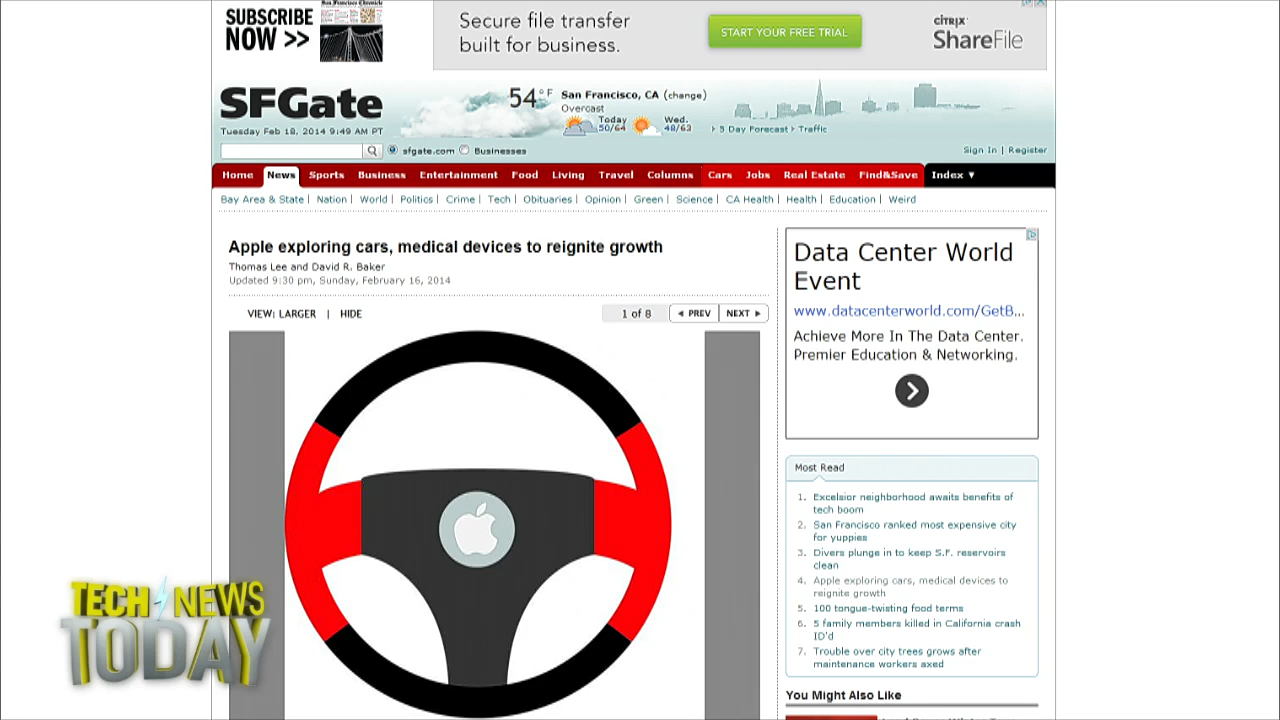 SUBSCRIBE
NOW >>
San Francisco Chronicle
Secure file transfer
built for business.
START YOUR FREE TRIAL
CITRIX
ShareFile
SFGate
Tuesday Feb 18, 2014 9:49 AM PT
54°F
San Francisco, CA (change)
Overcast
Today
50/64
Wed.
48/63
5 Day Forecast
Traffic
sfgate.com
Businesses
Sign In | Register
Home News Sports Business Entertainment Food Living Travel Columns Cars Jobs Real Estate Find&Save Index ▼
Bay Area & State | Nation | World | Politics | Crime | Tech | Obituaries | Opinion | Green | Science | CA Health | Health | Education | Weird
Apple exploring cars, medical devices to reignite growth
Thomas Lee and David R. Baker
Updated 9:30 pm, Sunday, February 16, 2014
VIEW: LARGER | HIDE
1 of 8
◄ PREV
NEXT ►
Data Center World
Event
www.datacenterworld.com/GetB...
Achieve More In The Data Center.
Premier Education & Networking.
Most Read
1. Excelsior neighborhood awaits benefits of
tech boom
2. San Francisco ranked most expensive city
for yuppies
3. Divers plunge in to keep S.F. reservoirs
clean
4. Apple exploring cars, medical devices to
reignite growth
5. 100 tongue-twisting food terms
6. 5 family members killed in California crash
ID'd
7. Trouble over city trees grows after
maintenance workers axed
You Might Also Like
TECH NEWS
TODAY